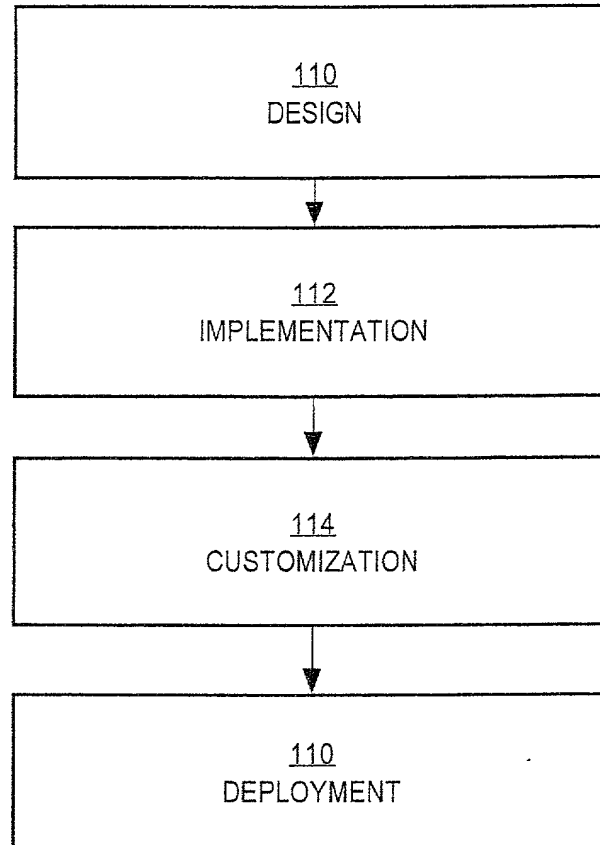 110
DESIGN
112
IMPLEMENTATION
114
CUSTOMIZATION
110
DEPLOYMENT